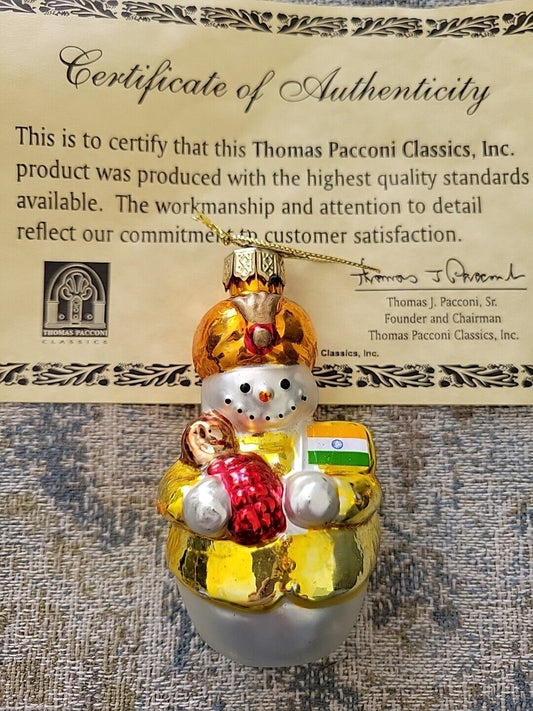 Certificate of Authenticity
This is to certify that this Thomas Pacconi Classics, Inc.
product was produced with the highest quality standards
available. The workmanship and attention to detail
reflect our commitment to customer satisfaction.
Thomas J Pacconi
THOMAS PACCONI
CLASSICS
Thomas J. Pacconi, Sr.
Founder and Chairman
Thomas Pacconi Classics, Inc.
Classics, Inc.